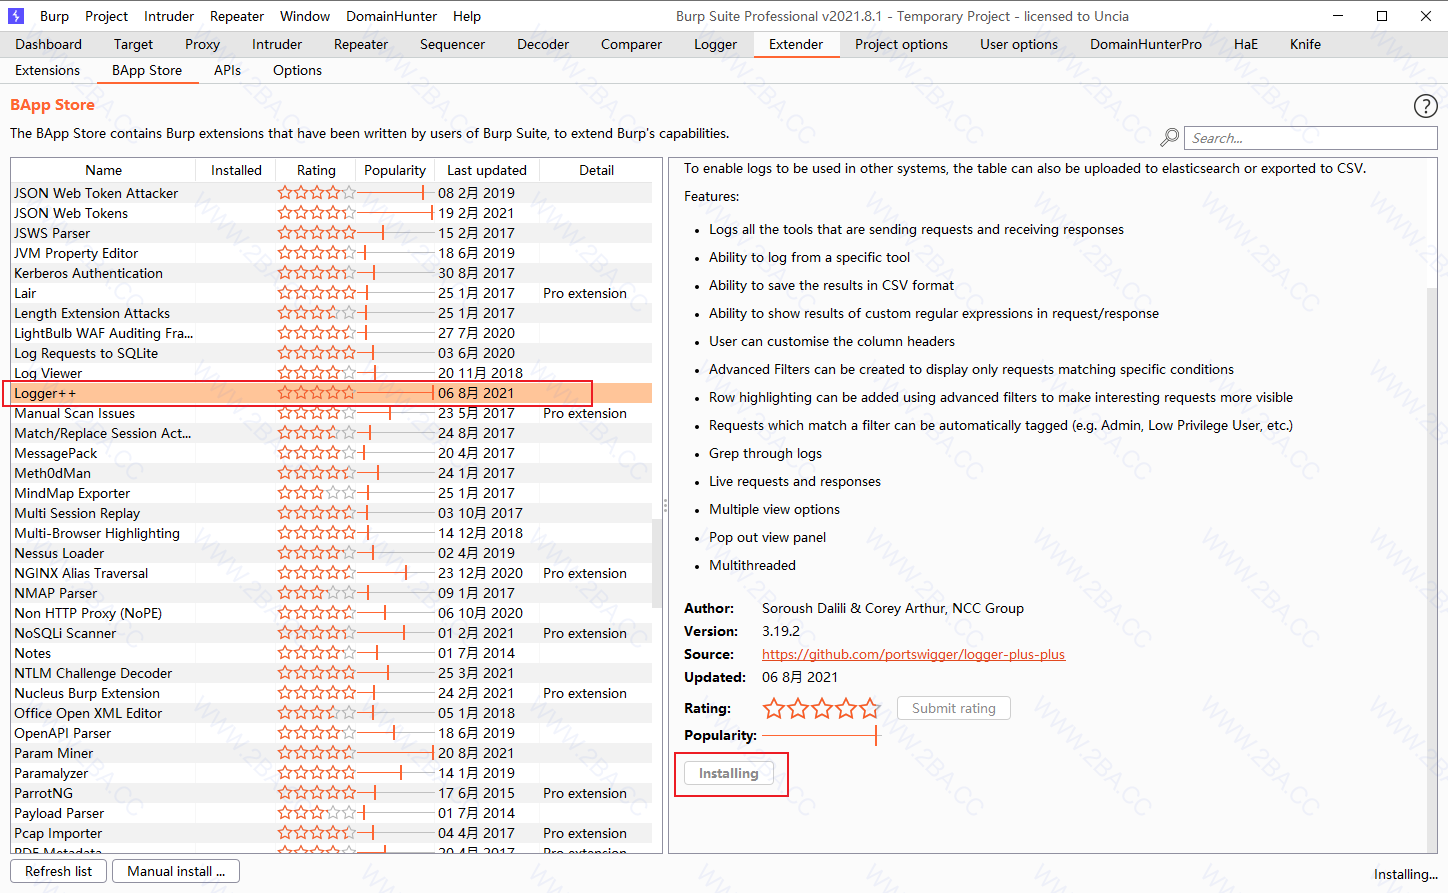 Burp Project Intruder Repeater Window DomainHunter Help Burp Suite Professional v2021.8.1 - Temporary Project - licensed to Uncia
Dashboard Target Proxy Intruder Repeater Sequencer Decoder Comparer Logger Extender Project options User options DomainHunterPro HaE Knife
Extensions BApp Store APIs Options
BApp Store
The BApp Store contains Burp extensions that have been written by users of Burp Suite, to extend Burp's capabilities.
Search...
Name Installed Rating Popularity Last updated Detail
JSON Web Token Attacker 08 2月 2019
JSON Web Tokens 19 2月 2021
JSWS Parser 15 2月 2017
JVM Property Editor 18 6月 2019
Kerberos Authentication 30 8月 2017
Lair 25 1月 2017 Pro extension
Length Extension Attacks 25 1月 2017
LightBulb WAF Auditing Fra... 27 7月 2020
Log Requests to SQLite 03 6月 2020
Log Viewer 20 11月 2018
Logger++ 06 8月 2021
Manual Scan Issues 23 5月 2017 Pro extension
Match/Replace Session Act... 24 8月 2017
MessagePack 20 4月 2017
Meth0dMan 24 1月 2017
MindMap Exporter 25 1月 2017
Multi Session Replay 03 10月 2017
Multi-Browser Highlighting 14 12月 2018
Nessus Loader 02 4月 2019
NGINX Alias Traversal 23 12月 2020 Pro extension
NMAP Parser 09 1月 2017
Non HTTP Proxy (NoPE) 06 10月 2020
NoSQLi Scanner 01 2月 2021 Pro extension
Notes 01 7月 2014
NTLM Challenge Decoder 25 3月 2021
Nucleus Burp Extension 24 2月 2021 Pro extension
Office Open XML Editor 05 1月 2018
OpenAPI Parser 18 6月 2019
Param Miner 20 8月 2021
Paramalyzer 14 1月 2019
ParrotNG 17 6月 2015 Pro extension
Payload Parser 01 7月 2014
Pcap Importer 04 4月 2017 Pro extension
PDF Metadata 20 4月 2017 Pro extension
Refresh list Manual install ...
To enable logs to be used in other systems, the table can also be uploaded to elasticsearch or exported to CSV.
Features:
• Logs all the tools that are sending requests and receiving responses
• Ability to log from a specific tool
• Ability to save the results in CSV format
• Ability to show results of custom regular expressions in request/response
• User can customise the column headers
• Advanced Filters can be created to display only requests matching specific conditions
• Row highlighting can be added using advanced filters to make interesting requests more visible
• Requests which match a filter can be automatically tagged (e.g. Admin, Low Privilege User, etc.)
• Grep through logs
• Live requests and responses
• Multiple view options
• Pop out view panel
• Multithreaded
Author: Soroush Dalili & Corey Arthur, NCC Group
Version: 3.19.2
Source: https://github.com/portswigger/logger-plus-plus
Updated: 06 8月 2021
Rating: Submit rating
Popularity:
Installing
Installing...
WWW.2BA.CC